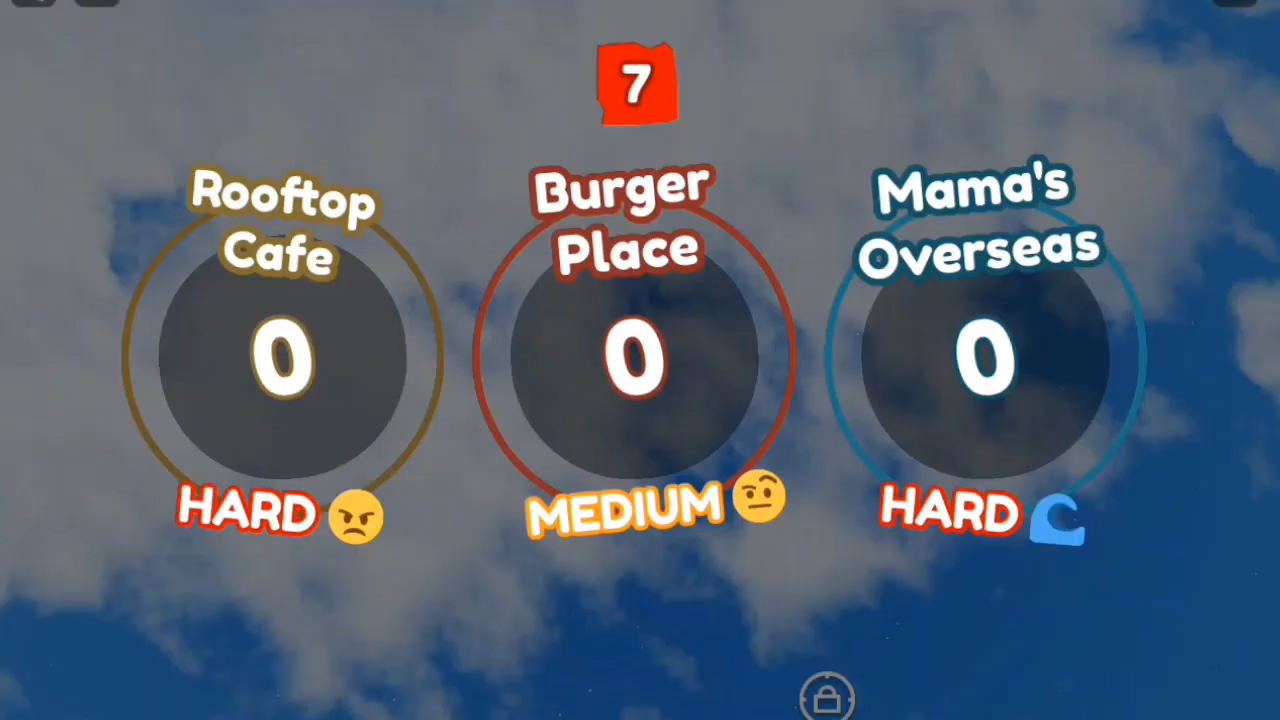 7
Rooftop
Cafe
0
HARD 😠
Burger
Place
0
MEDIUM 🤨
Mama's
Overseas
0
HARD 🌊